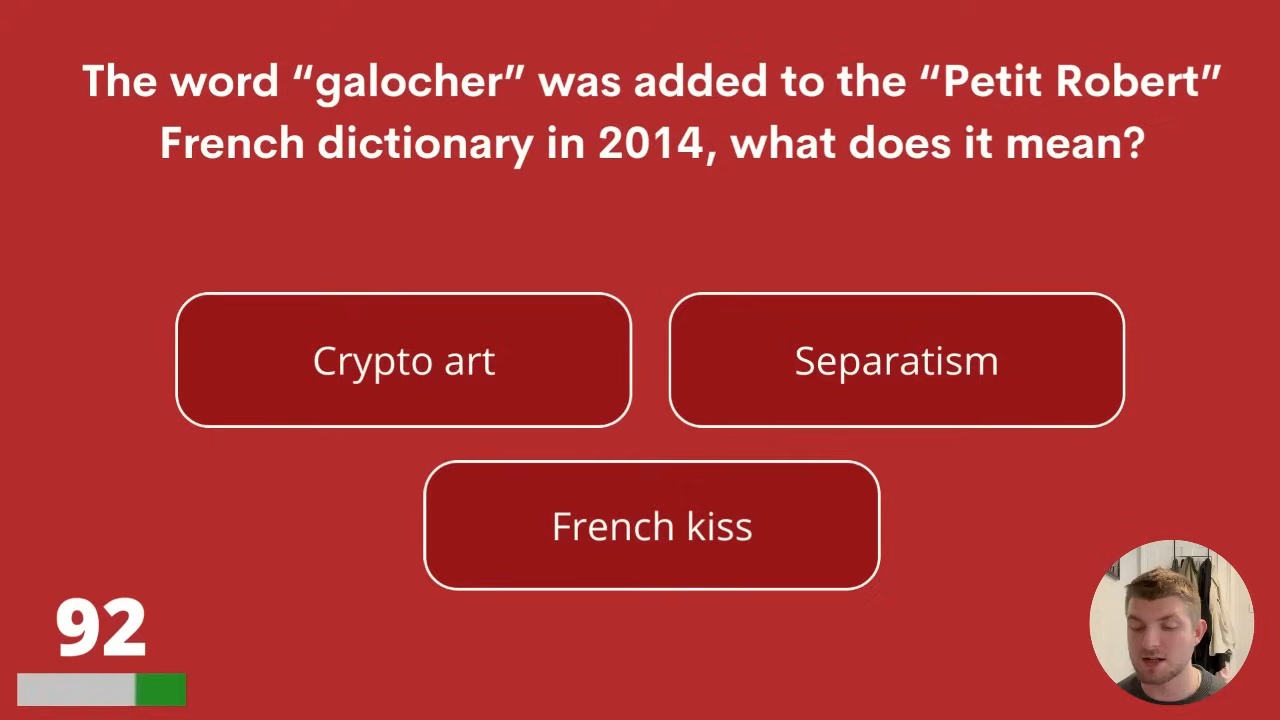 The word “galocher” was added to the “Petit Robert”
French dictionary in 2014, what does it mean?
Crypto art
Separatism
French kiss
92